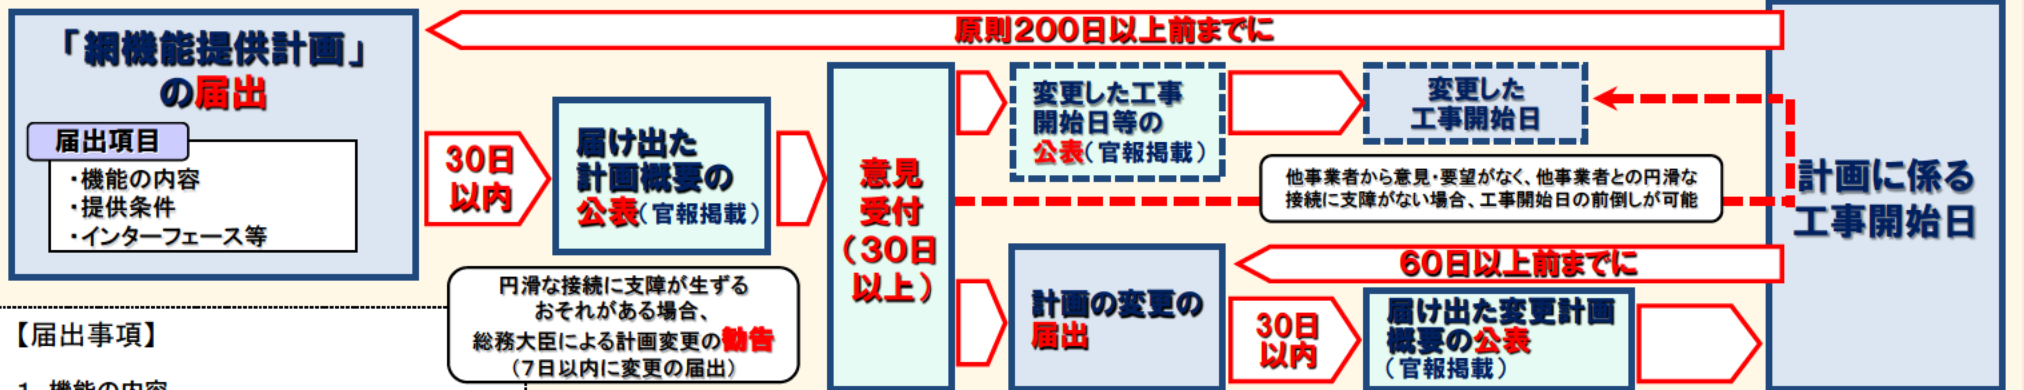 原則200日以上前までに
「網機能提供計画」
の届出
届出項目
・機能の内容
・提供条件
・インターフェース等
30日
以内
届け出た
計画概要の
公表(官報掲載)
意見
受付
(30日
以上)
変更した工事
開始日等の
公表(官報掲載)
変更した
工事開始日
他事業者から意見・要望がなく、他事業者との円滑な
接続に支障がない場合、工事開始日の前倒しが可能
計画に係る
工事開始日
60日以上前までに
計画の変更の
届出
30日
以内
届け出た変更計画
概要の公表
(官報掲載)
円滑な接続に支障が生ずる
おそれがある場合、
総務大臣による計画変更の勧告
(7日以内に変更の届出)
【届出事項】
1 機能の内容